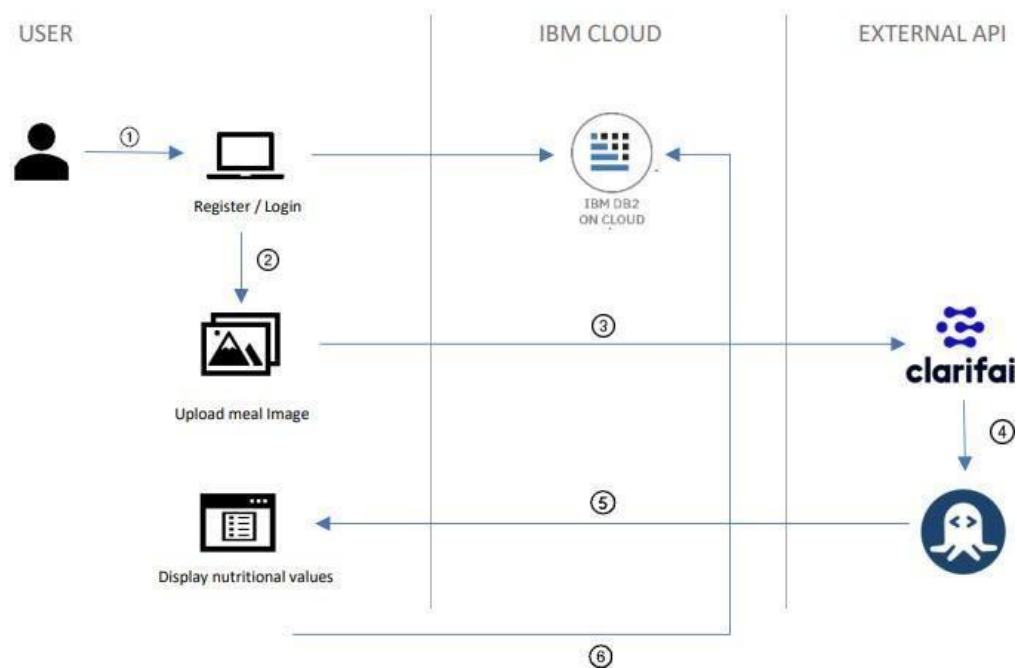 USER
IBM CLOUD
EXTERNAL API
①
Register / Login
IBM DB2
ON CLOUD
②
③
Upload meal Image
clarifai
④
⑤
< >
Display nutritional values
⑥